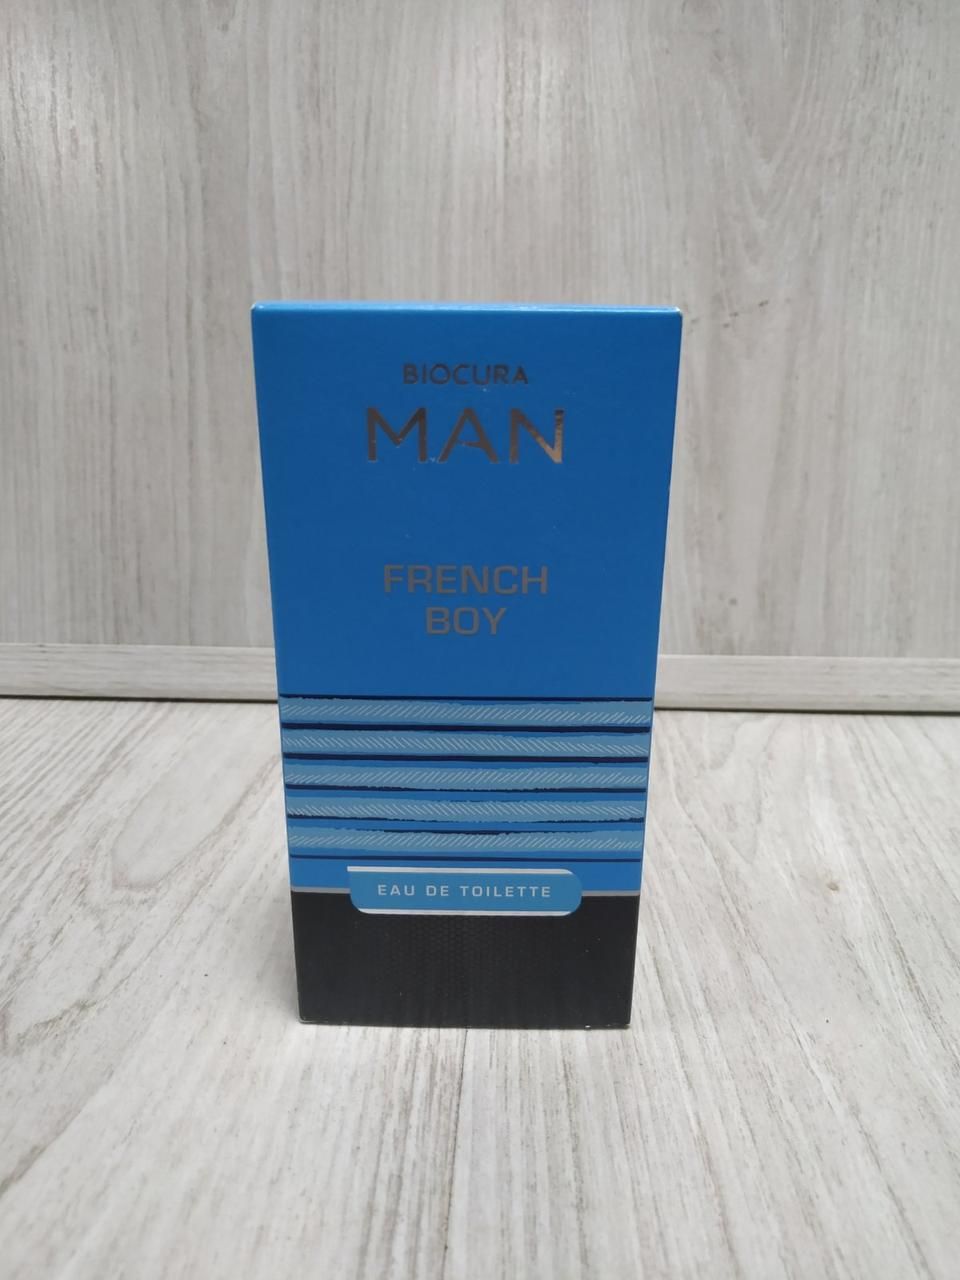 BIOCURA
MAN
FRENCH
BOY
EAU DE TOILETTE